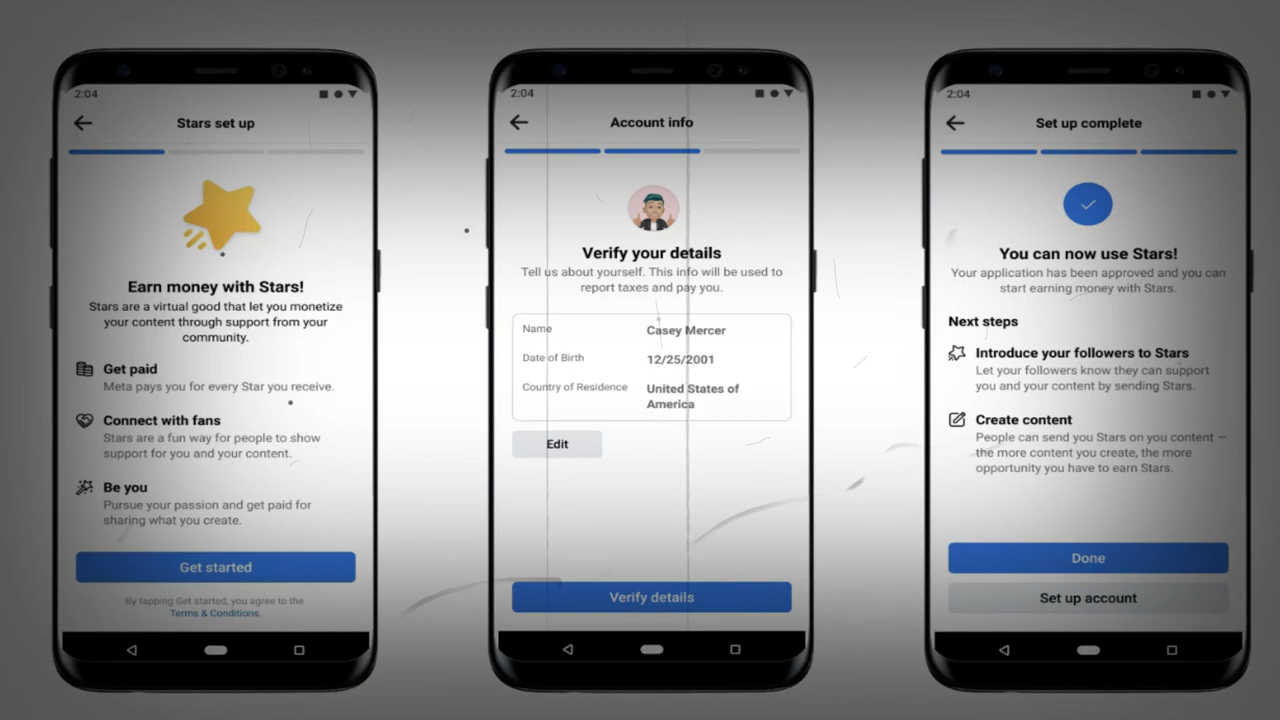 2:04
Stars set up
Earn money with Stars!
Stars are a virtual good that let you monetize
your content through support from your
community.
Get paid
Meta pays you for every Star you receive.
Connect with fans
Stars are a fun way for people to show
support for you and your content.
Be you
Pursue your passion and get paid for
sharing what you create.
Get started
By tapping Get started, you agree to the
Terms & Conditions.
2:04
Account info
Verify your details
Tell us about yourself. This info will be used to
report taxes and pay you.
Name Casey Mercer
Date of Birth 12/25/2001
Country of Residence United States of
America
Edit
Verify details
2:04
Set up complete
You can now use Stars!
Your application has been approved and you can
start earning money with Stars.
Next steps
Introduce your followers to Stars
Let your followers know they can support
you and your content by sending Stars.
Create content
People can send you Stars on you content —
the more content you create, the more
opportunity you have to earn Stars.
Done
Set up account